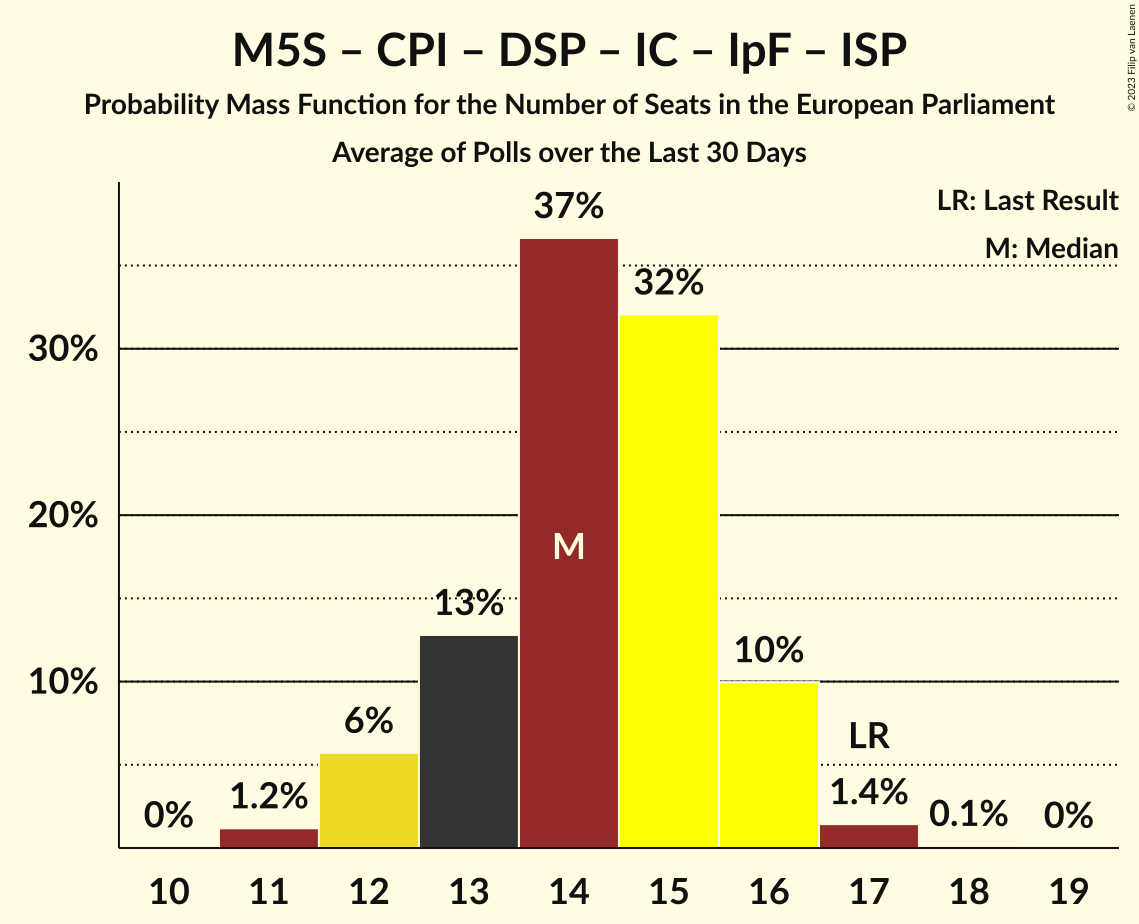 M5S – CPI – DSP – IC – IpF – ISP
Probability Mass Function for the Number of Seats in the European Parliament
Average of Polls over the Last 30 Days
© 2023 Filip van Laenen
LR: Last Result
M: Median
37%
32%
30%
20%
M
13%
10%
10%
6%
LR
1.2%
1.4%
0%
0.1%
0%
10 11 12 13 14 15 16 17 18 19